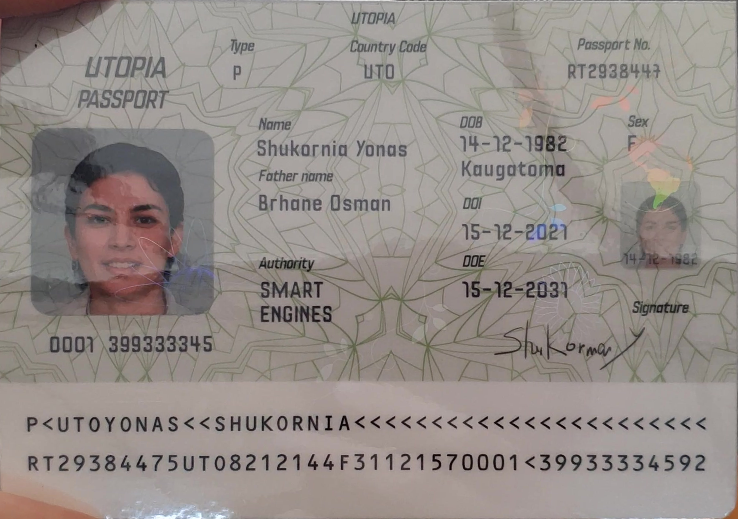 UTOPIA
Type
Country Code
Passport No.
UTOPIA
PASSPORT
P
UTO
RT2938447
Name
DOB
Sex
Shukornia Yonas
14-12-1982
F
Kaugatoma
Father name
Brhane Osman
DOI
15-12-2021
14-12-1982
Authority
DOE
SMART
ENGINES
15-12-2031
Signature
0001 399333345
P<UTOYONAS<<SHUKORNIA<<<<<<<<<<<<<<<<<<<<<<<
RT29384475UTO8212144F31121570001<39933334592